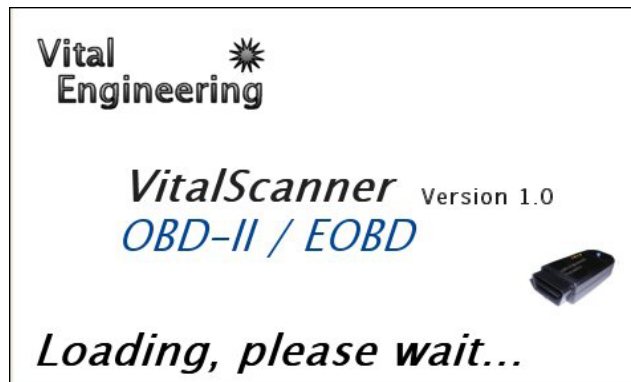 Vital
Engineering
VitalScanner Version 1.0
OBD-II / EOBD
Loading, please wait...